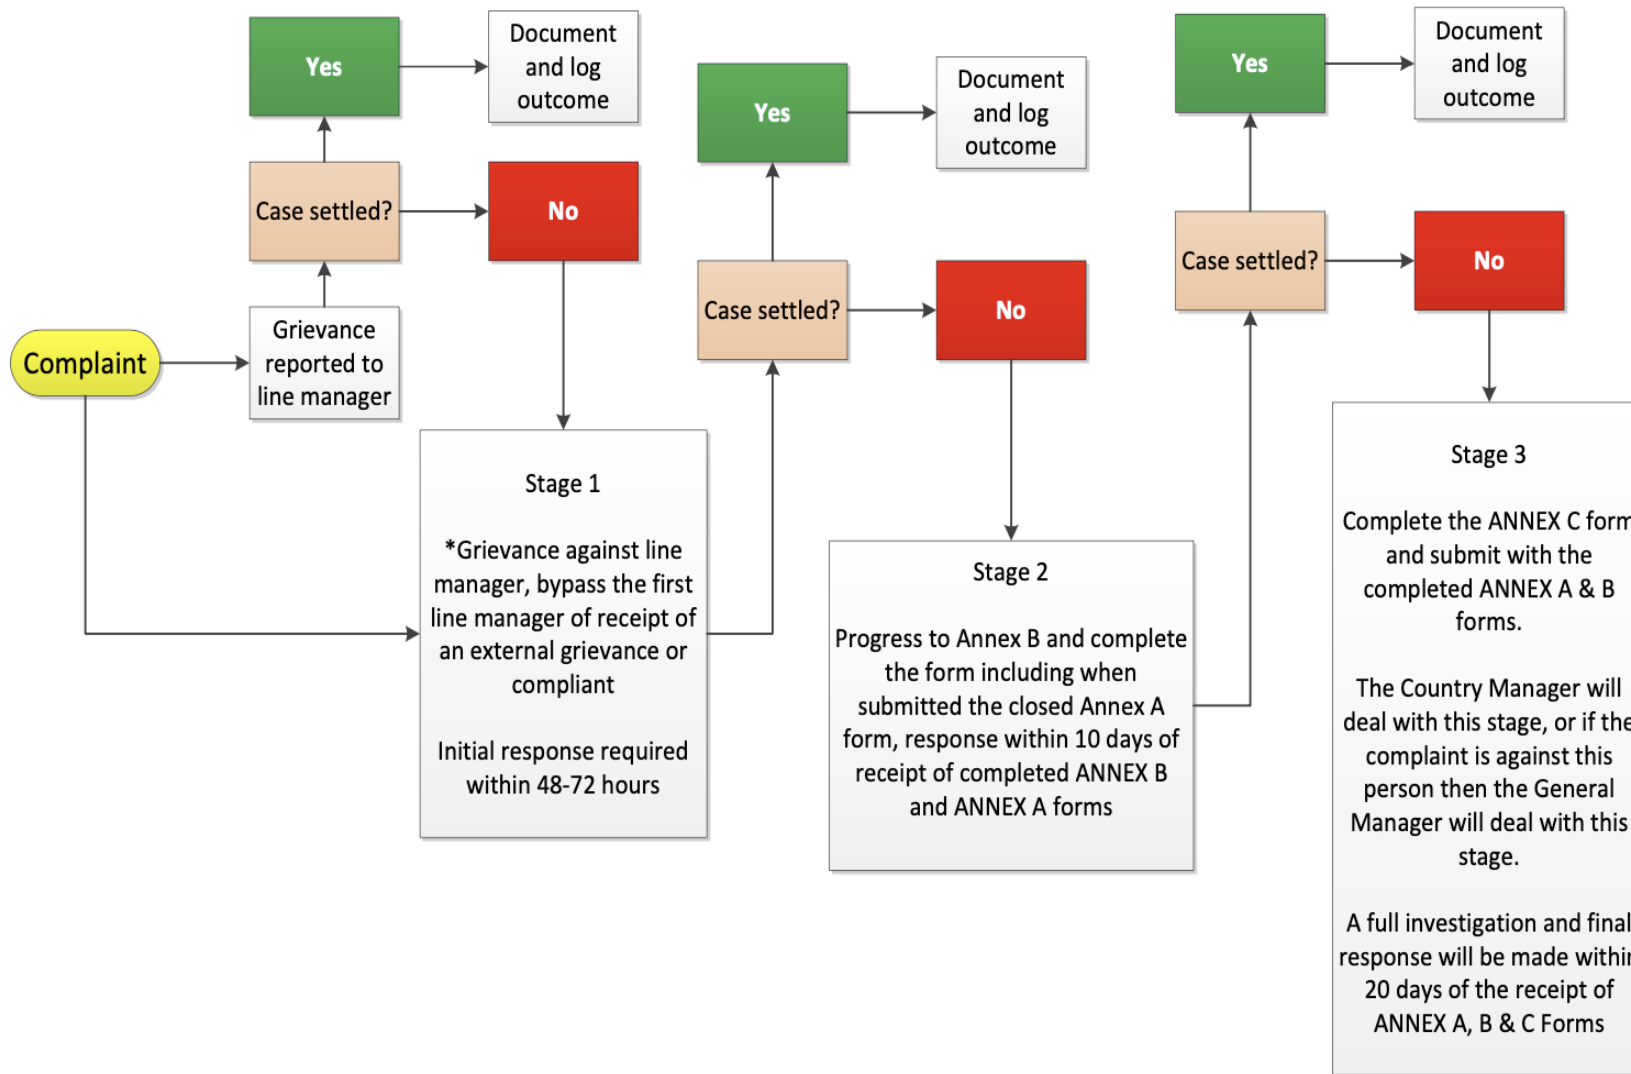 Complaint
Grievance
reported to
line manager
Case settled?
Yes
Document
and log
outcome
No
Stage 1
*Grievance against line
manager, bypass the first
line manager of receipt of
an external grievance or
compliant
Initial response required
within 48-72 hours
Case settled?
Yes
Document
and log
outcome
No
Stage 2
Progress to Annex B and complete
the form including when
submitted the closed Annex A
form, response within 10 days of
receipt of completed ANNEX B
and ANNEX A forms
Case settled?
Yes
Document
and log
outcome
No
Stage 3
Complete the ANNEX C form
and submit with the
completed ANNEX A & B
forms.
The Country Manager will
deal with this stage, or if the
complaint is against this
person then the General
Manager will deal with this
stage.
A full investigation and final
response will be made within
20 days of the receipt of
ANNEX A, B & C Forms